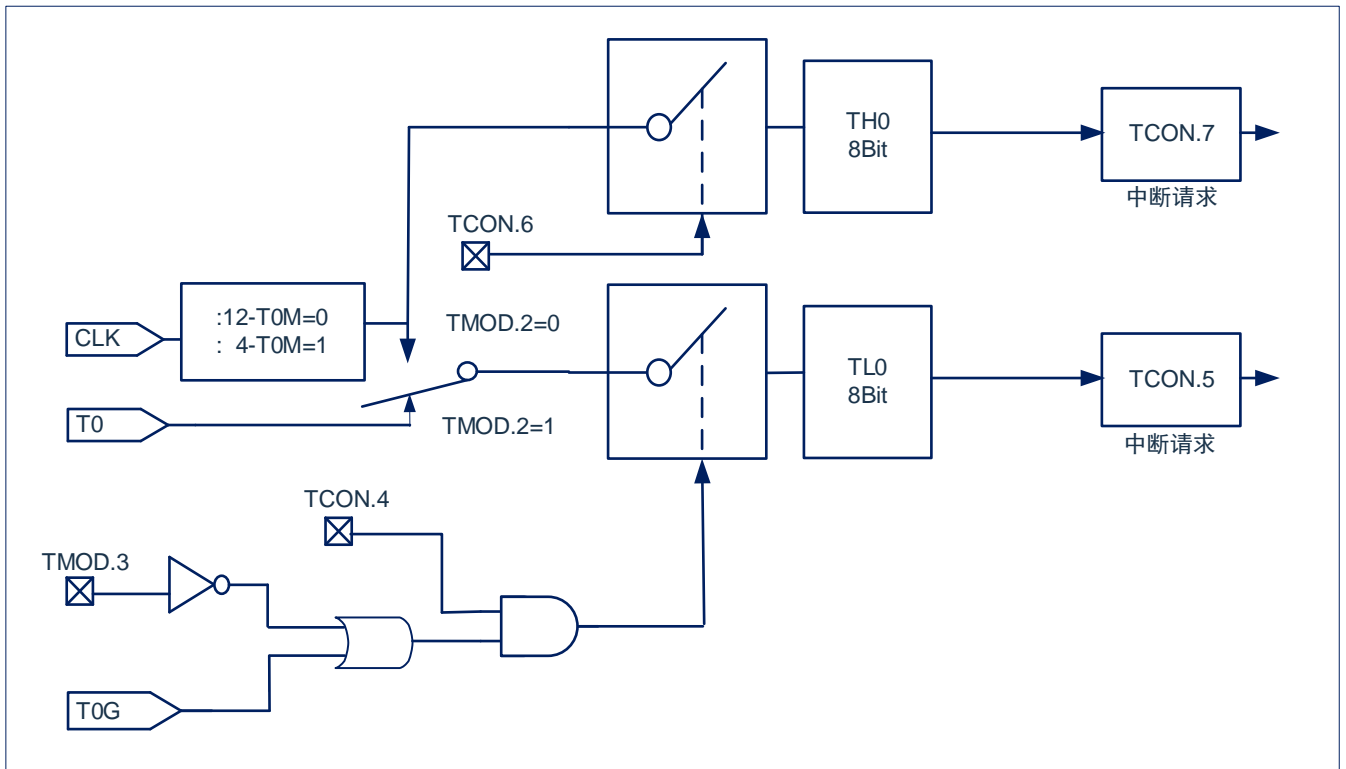 TH0
8Bit
TCON.7
中断请求
TCON.6
:12-T0M=0
: 4-T0M=1
CLK
TMOD.2=0
TL0
8Bit
TCON.5
中断请求
T0
TMOD.2=1
TCON.4
TMOD.3
T0G